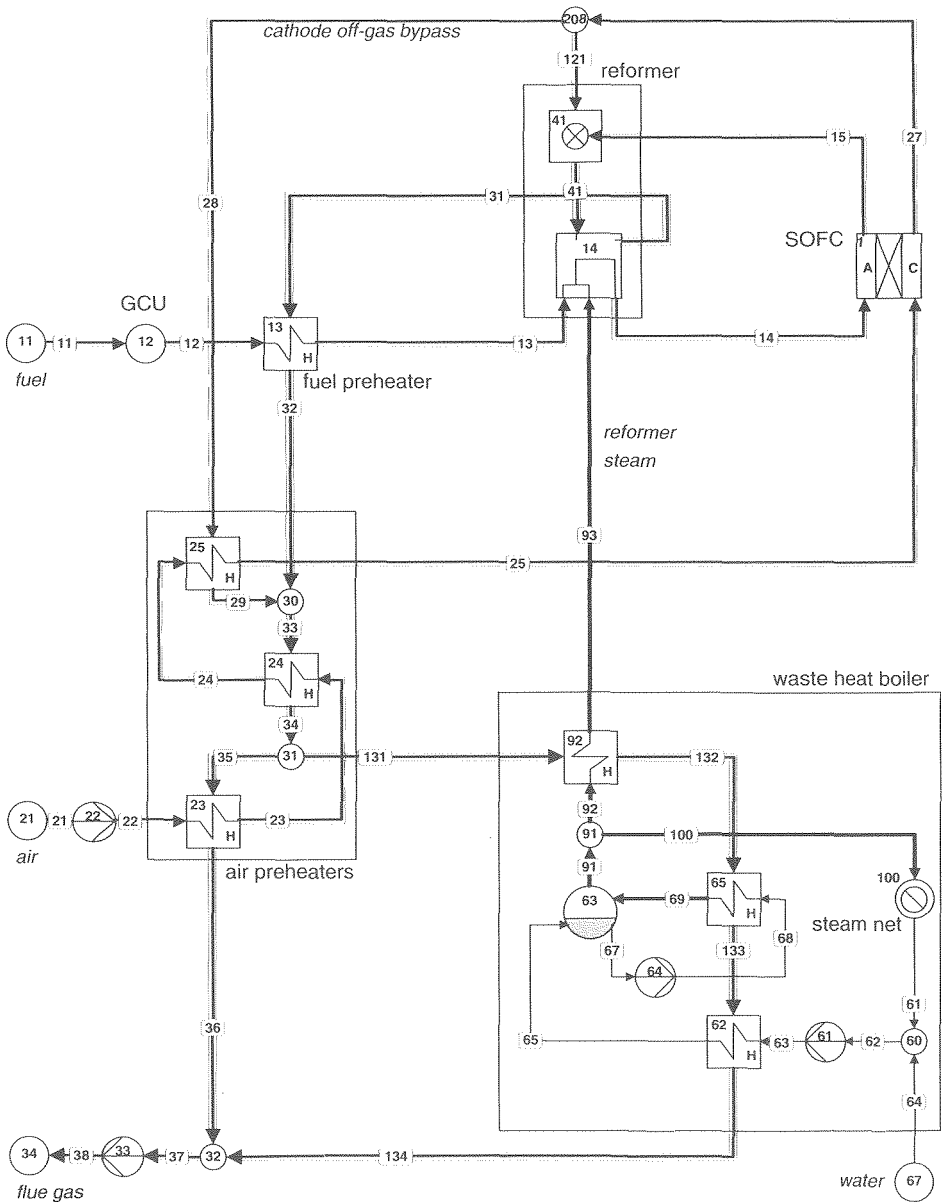 208
cathode off-gas bypass
121
reformer
41
15
27
31
41
28
SOFC
14
1
A
C
GCU
11
11
12
12
13
H
13
14
fuel
fuel preheater
32
reformer
steam
93
25
H
25
29
30
33
24
H
24
waste heat boiler
34
92
H
35
31
131
132
23
H
92
21
21
22
22
23
91
100
air
91
air preheaters
65
H
100
63
69
steam net
67
133
68
64
36
62
H
61
65
63
61
62
60
64
34
38
33
37
32
134
flue gas
water
67